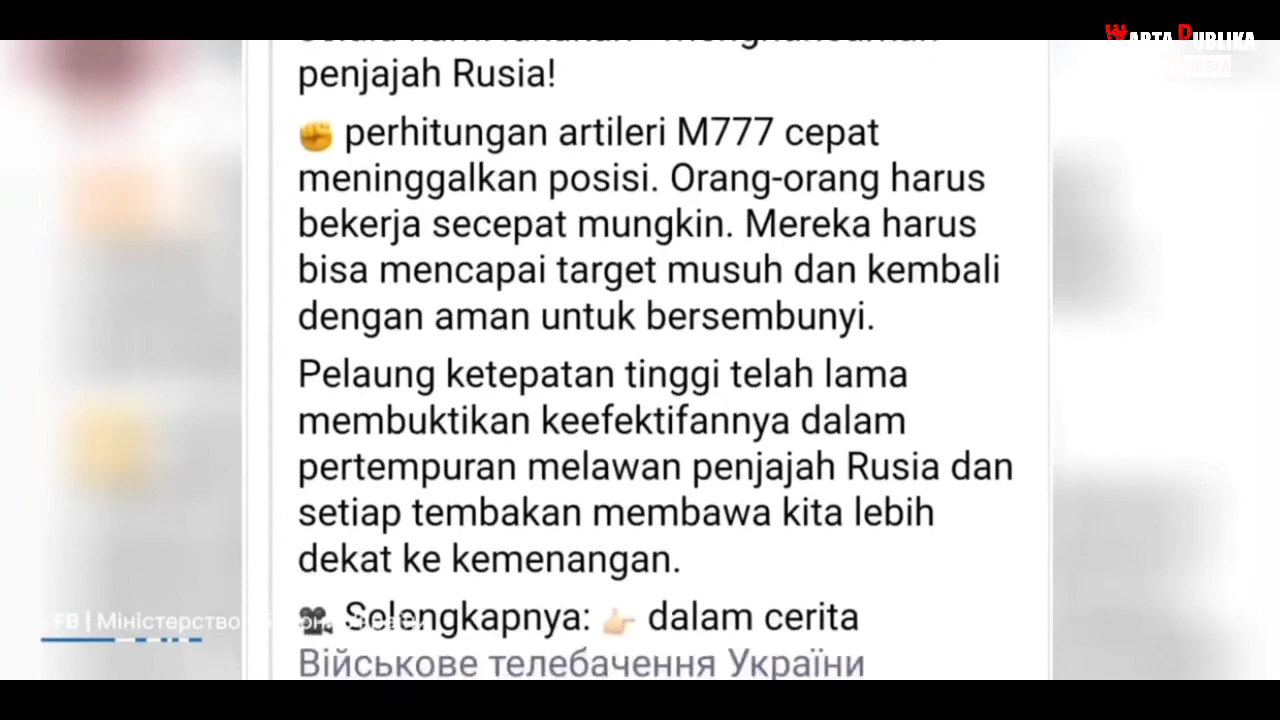 WARTA PUBLIKA
penjajah Rusia!
✊ perhitungan artileri M777 cepat
meninggalkan posisi. Orang-orang harus
bekerja secepat mungkin. Mereka harus
bisa mencapai target musuh dan kembali
dengan aman untuk bersembunyi.
Pelaung ketepatan tinggi telah lama
membuktikan keefektifannya dalam
pertempuran melawan penjajah Rusia dan
setiap tembakan membawa kita lebih
dekat ke kemenangan.
🎥 Selengkapnya: 👉🏻 dalam cerita
FB | Міністерство
Військове телебачення України